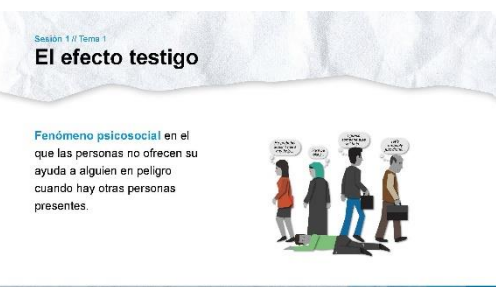 Sesión 1 // Tema 1
El efecto testigo
Fenómeno psicosocial en el
que las personas no ofrecen su
ayuda a alguien en peligro
cuando hay otras personas
presentes.